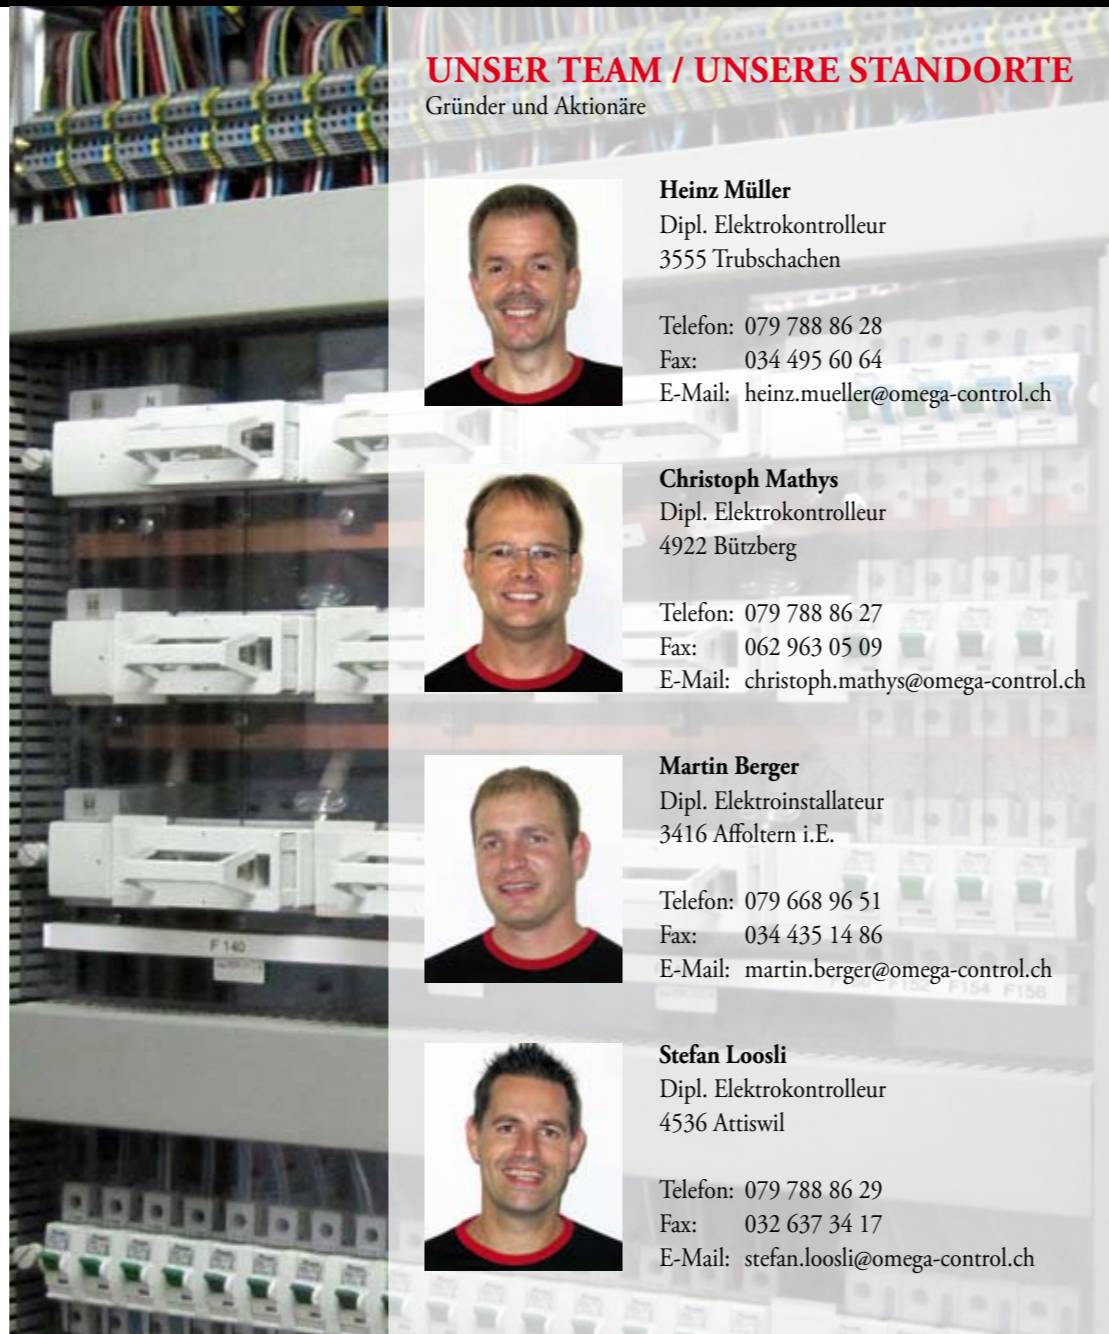 UNSER TEAM / UNSERE STANDORTE
Gründer und Aktionäre
Heinz Müller
Dipl. Elektrokontrolleur
3555 Trubschachen
Telefon: 079 788 86 28
Fax: 034 495 60 64
E-Mail: heinz.mueller@omega-control.ch
Christoph Mathys
Dipl. Elektrokontrolleur
4922 Bützberg
Telefon: 079 788 86 27
Fax: 062 963 05 09
E-Mail: christoph.mathys@omega-control.ch
Martin Berger
Dipl. Elektroinstallateur
3416 Affoltern i.E.
Telefon: 079 668 96 51
Fax: 034 435 14 86
E-Mail: martin.berger@omega-control.ch
F 140
F152 F154 F156
Stefan Loosli
Dipl. Elektrokontrolleur
4536 Attiswil
Telefon: 079 788 86 29
Fax: 032 637 34 17
E-Mail: stefan.loosli@omega-control.ch